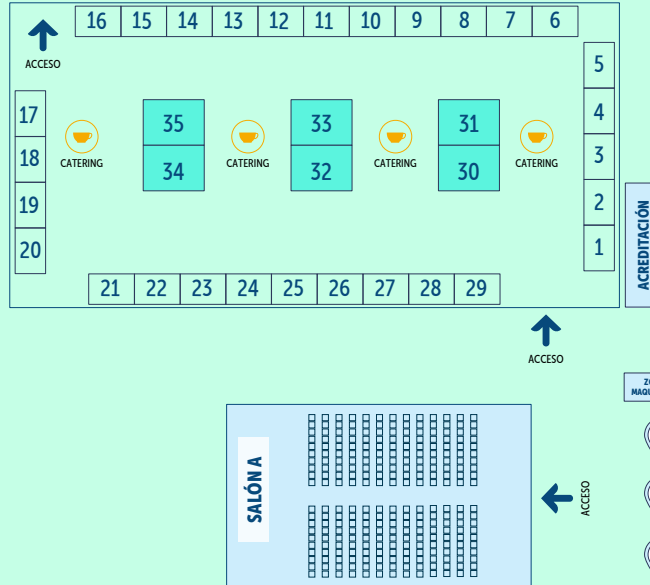 16 15 14 13 12 11 10 9 8 7 6
ACCESO
5
4
3
2
1
17
18
19
20
35 33 31
34 32 30
CATERING CATERING CATERING CATERING
21 22 23 24 25 26 27 28 29
ACREDITACIÓN
ACCESO
SALÓN A
ACCESO